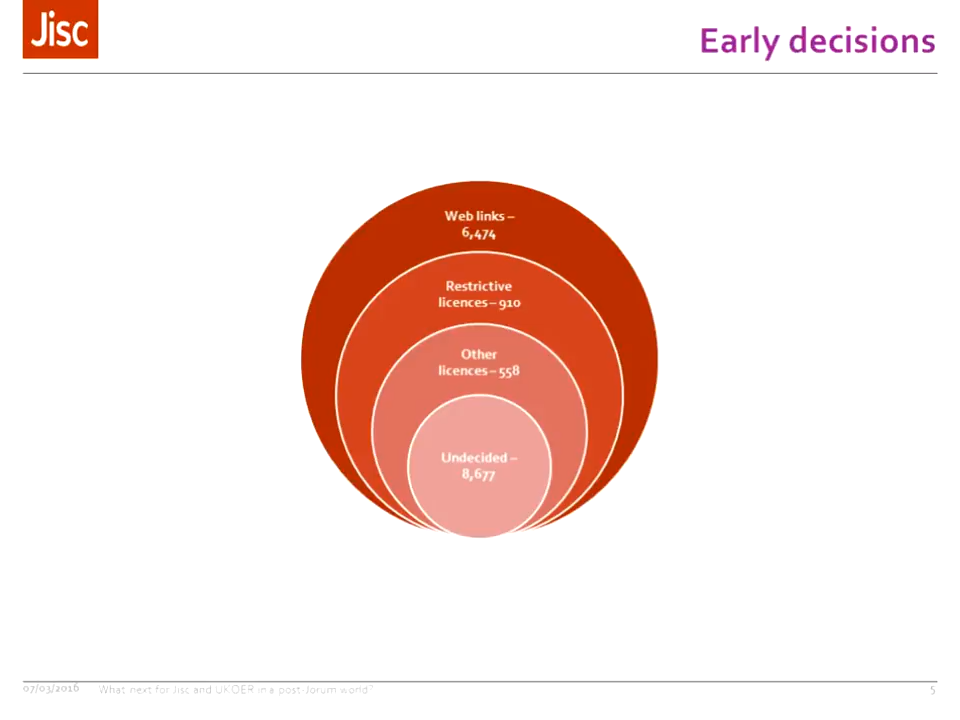 Jisc
Early decisions
Web links –
6,474
Restrictive
licences – 910
Other
licences – 558
Undecided –
8,677
07/03/2016 What next for Jisc and UKOER in a post-Jorum world? 5